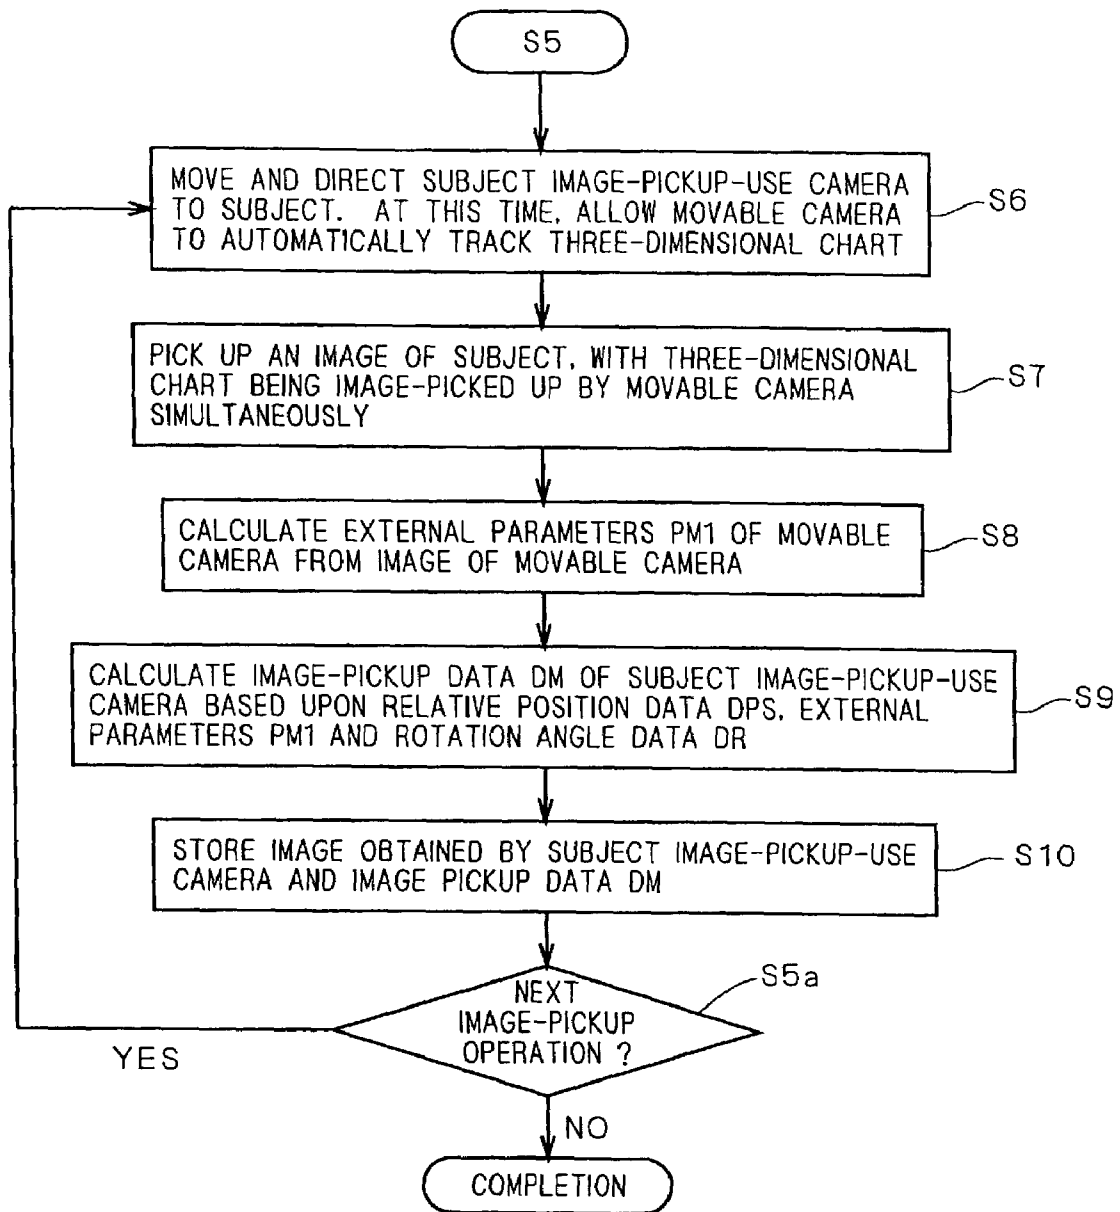 S5
MOVE AND DIRECT SUBJECT IMAGE-PICKUP-USE CAMERA
TO SUBJECT. AT THIS TIME, ALLOW MOVABLE CAMERA
TO AUTOMATICALLY TRACK THREE-DIMENSIONAL CHART
S6
PICK UP AN IMAGE OF SUBJECT, WITH THREE-DIMENSIONAL
CHART BEING IMAGE-PICKED UP BY MOVABLE CAMERA
SIMULTANEOUSLY
S7
CALCULATE EXTERNAL PARAMETERS PM1 OF MOVABLE
CAMERA FROM IMAGE OF MOVABLE CAMERA
S8
CALCULATE IMAGE-PICKUP DATA DM OF SUBJECT IMAGE-PICKUP-USE
CAMERA BASED UPON RELATIVE POSITION DATA DPS, EXTERNAL
PARAMETERS PM1 AND ROTATION ANGLE DATA DR
S9
STORE IMAGE OBTAINED BY SUBJECT IMAGE-PICKUP-USE
CAMERA AND IMAGE PICKUP DATA DM
S10
NEXT
IMAGE-PICKUP
OPERATION ?
S5a
YES
NO
COMPLETION